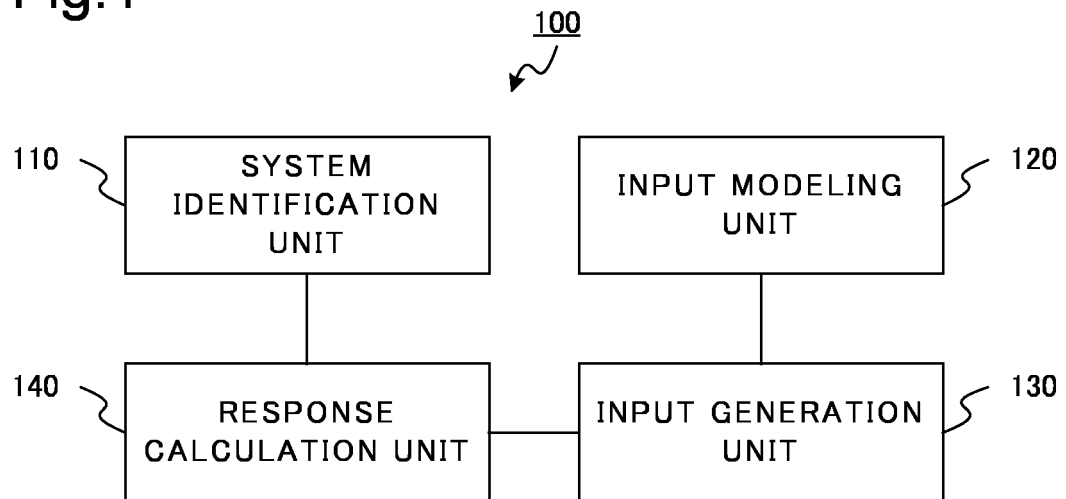 Fig.1
100
110
SYSTEM
IDENTIFICATION
UNIT
INPUT MODELING
UNIT
120
140
RESPONSE
CALCULATION UNIT
INPUT GENERATION
UNIT
130